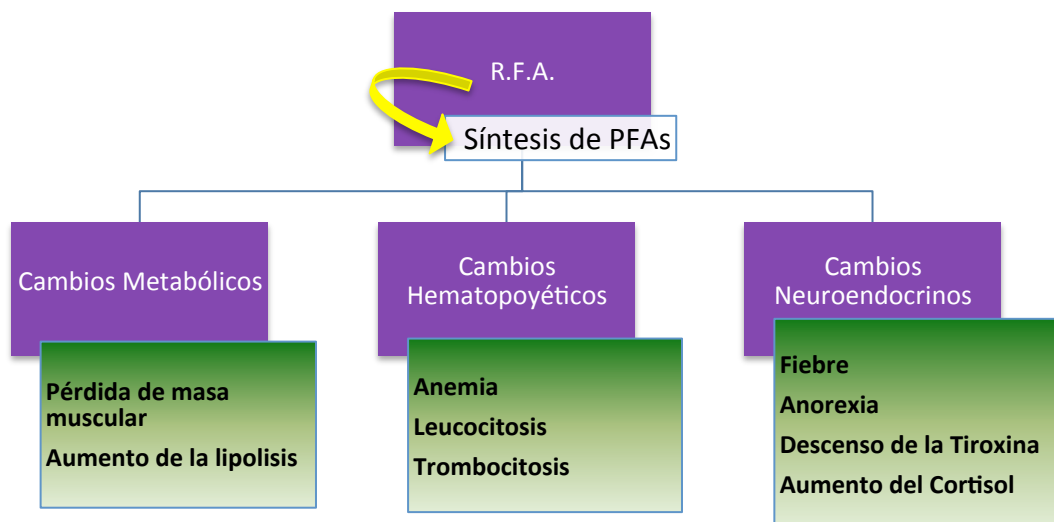 R.F.A.
Síntesis de PFAs
Cambios Metabólicos
Pérdida de masa
muscular
Aumento de la lipolisis
Cambios
Hematopoyéticos
Anemia
Leucocitosis
Trombocitosis
Cambios
Neuroendocrinos
Fiebre
Anorexia
Descenso de la Tiroxina
Aumento del Cortisol